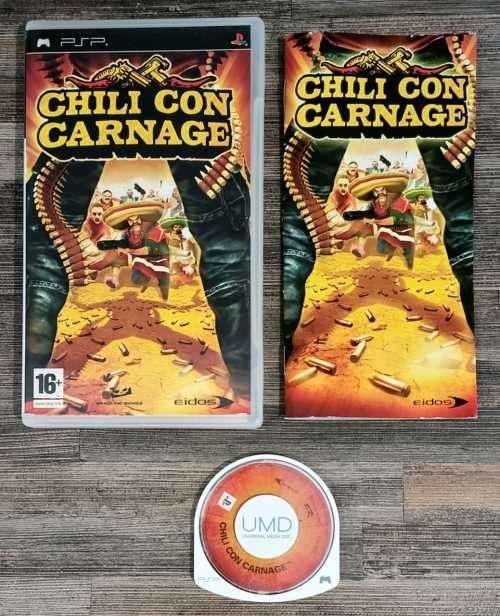 PSP
CHILI CON
CARNAGE
16+
eidos
CHILI CON
CARNAGE
eidos
UMD
UNIVERSAL MEDIA DISC
CHILI CON CARNAGE
PSP